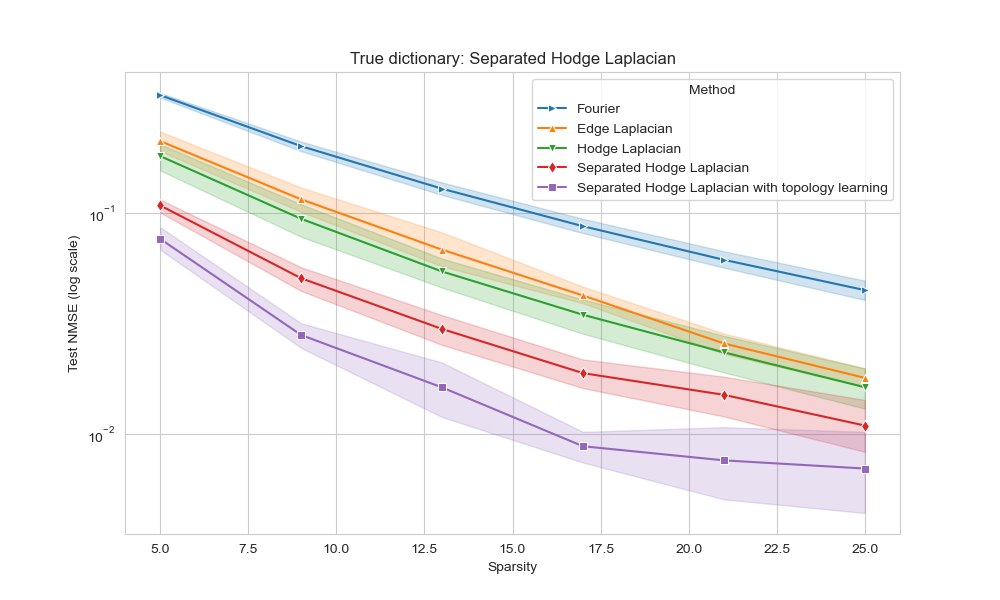 True dictionary: Separated Hodge Laplacian
Method
Fourier
Edge Laplacian
Hodge Laplacian
Separated Hodge Laplacian
Separated Hodge Laplacian with topology learning
Test NMSE (log scale)
10⁻¹
10⁻²
5.0 7.5 10.0 12.5 15.0 17.5 20.0 22.5 25.0
Sparsity